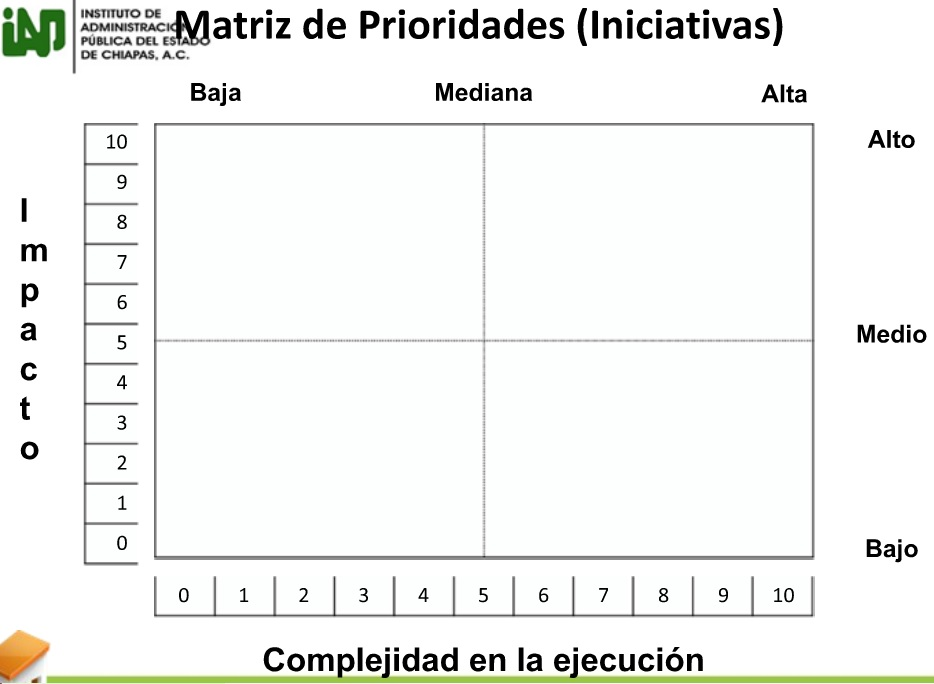 INSTITUTO DE
ADMINISTRACIÓN
PÚBLICA DEL ESTADO
DE CHIAPAS, A.C.
Matriz de Prioridades (Iniciativas)
Baja Mediana Alta
Impacto
10
9
8
7
6
5
4
3
2
1
0
Alto
Medio
Bajo
0 1 2 3 4 5 6 7 8 9 10
Complejidad en la ejecución